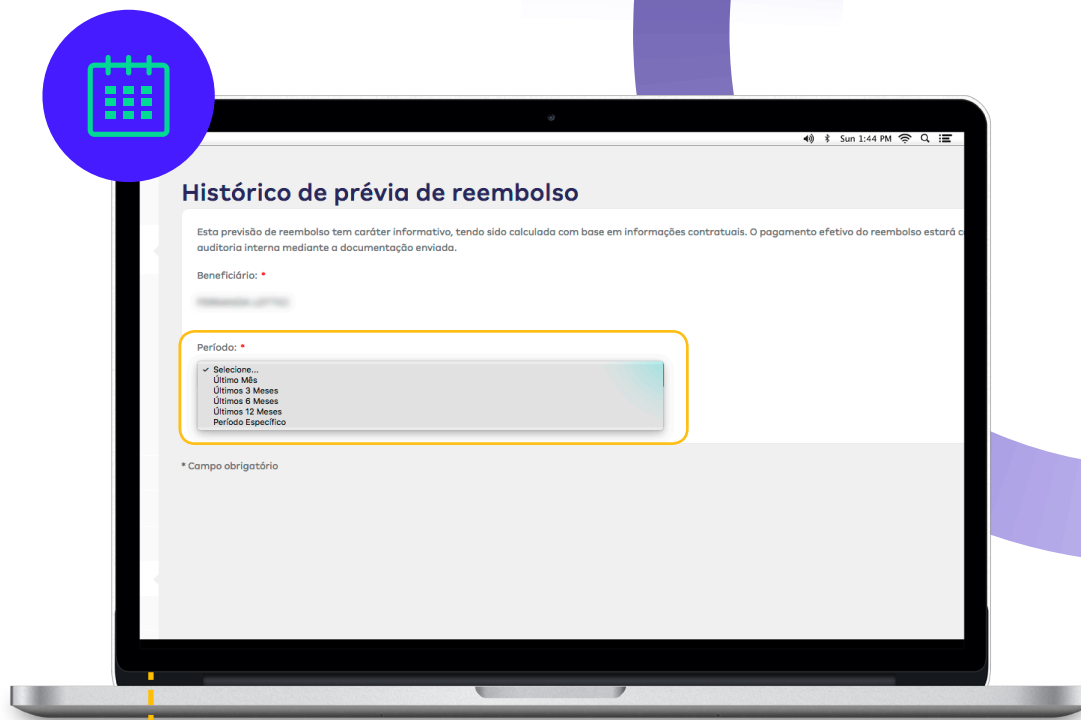 Sun 1:44 PM
Histórico de prévia de reembolso
Esta previsão de reembolso tem caráter informativo, tendo sido calculada com base em informações contratuais. O pagamento efetivo do reembolso estará
auditoria interna mediante a documentação enviada.
Beneficiário: *
Período: *
✓ Selecione...
Último Mês
Últimos 3 Meses
Últimos 6 Meses
Últimos 12 Meses
Período Específico
* Campo obrigatório